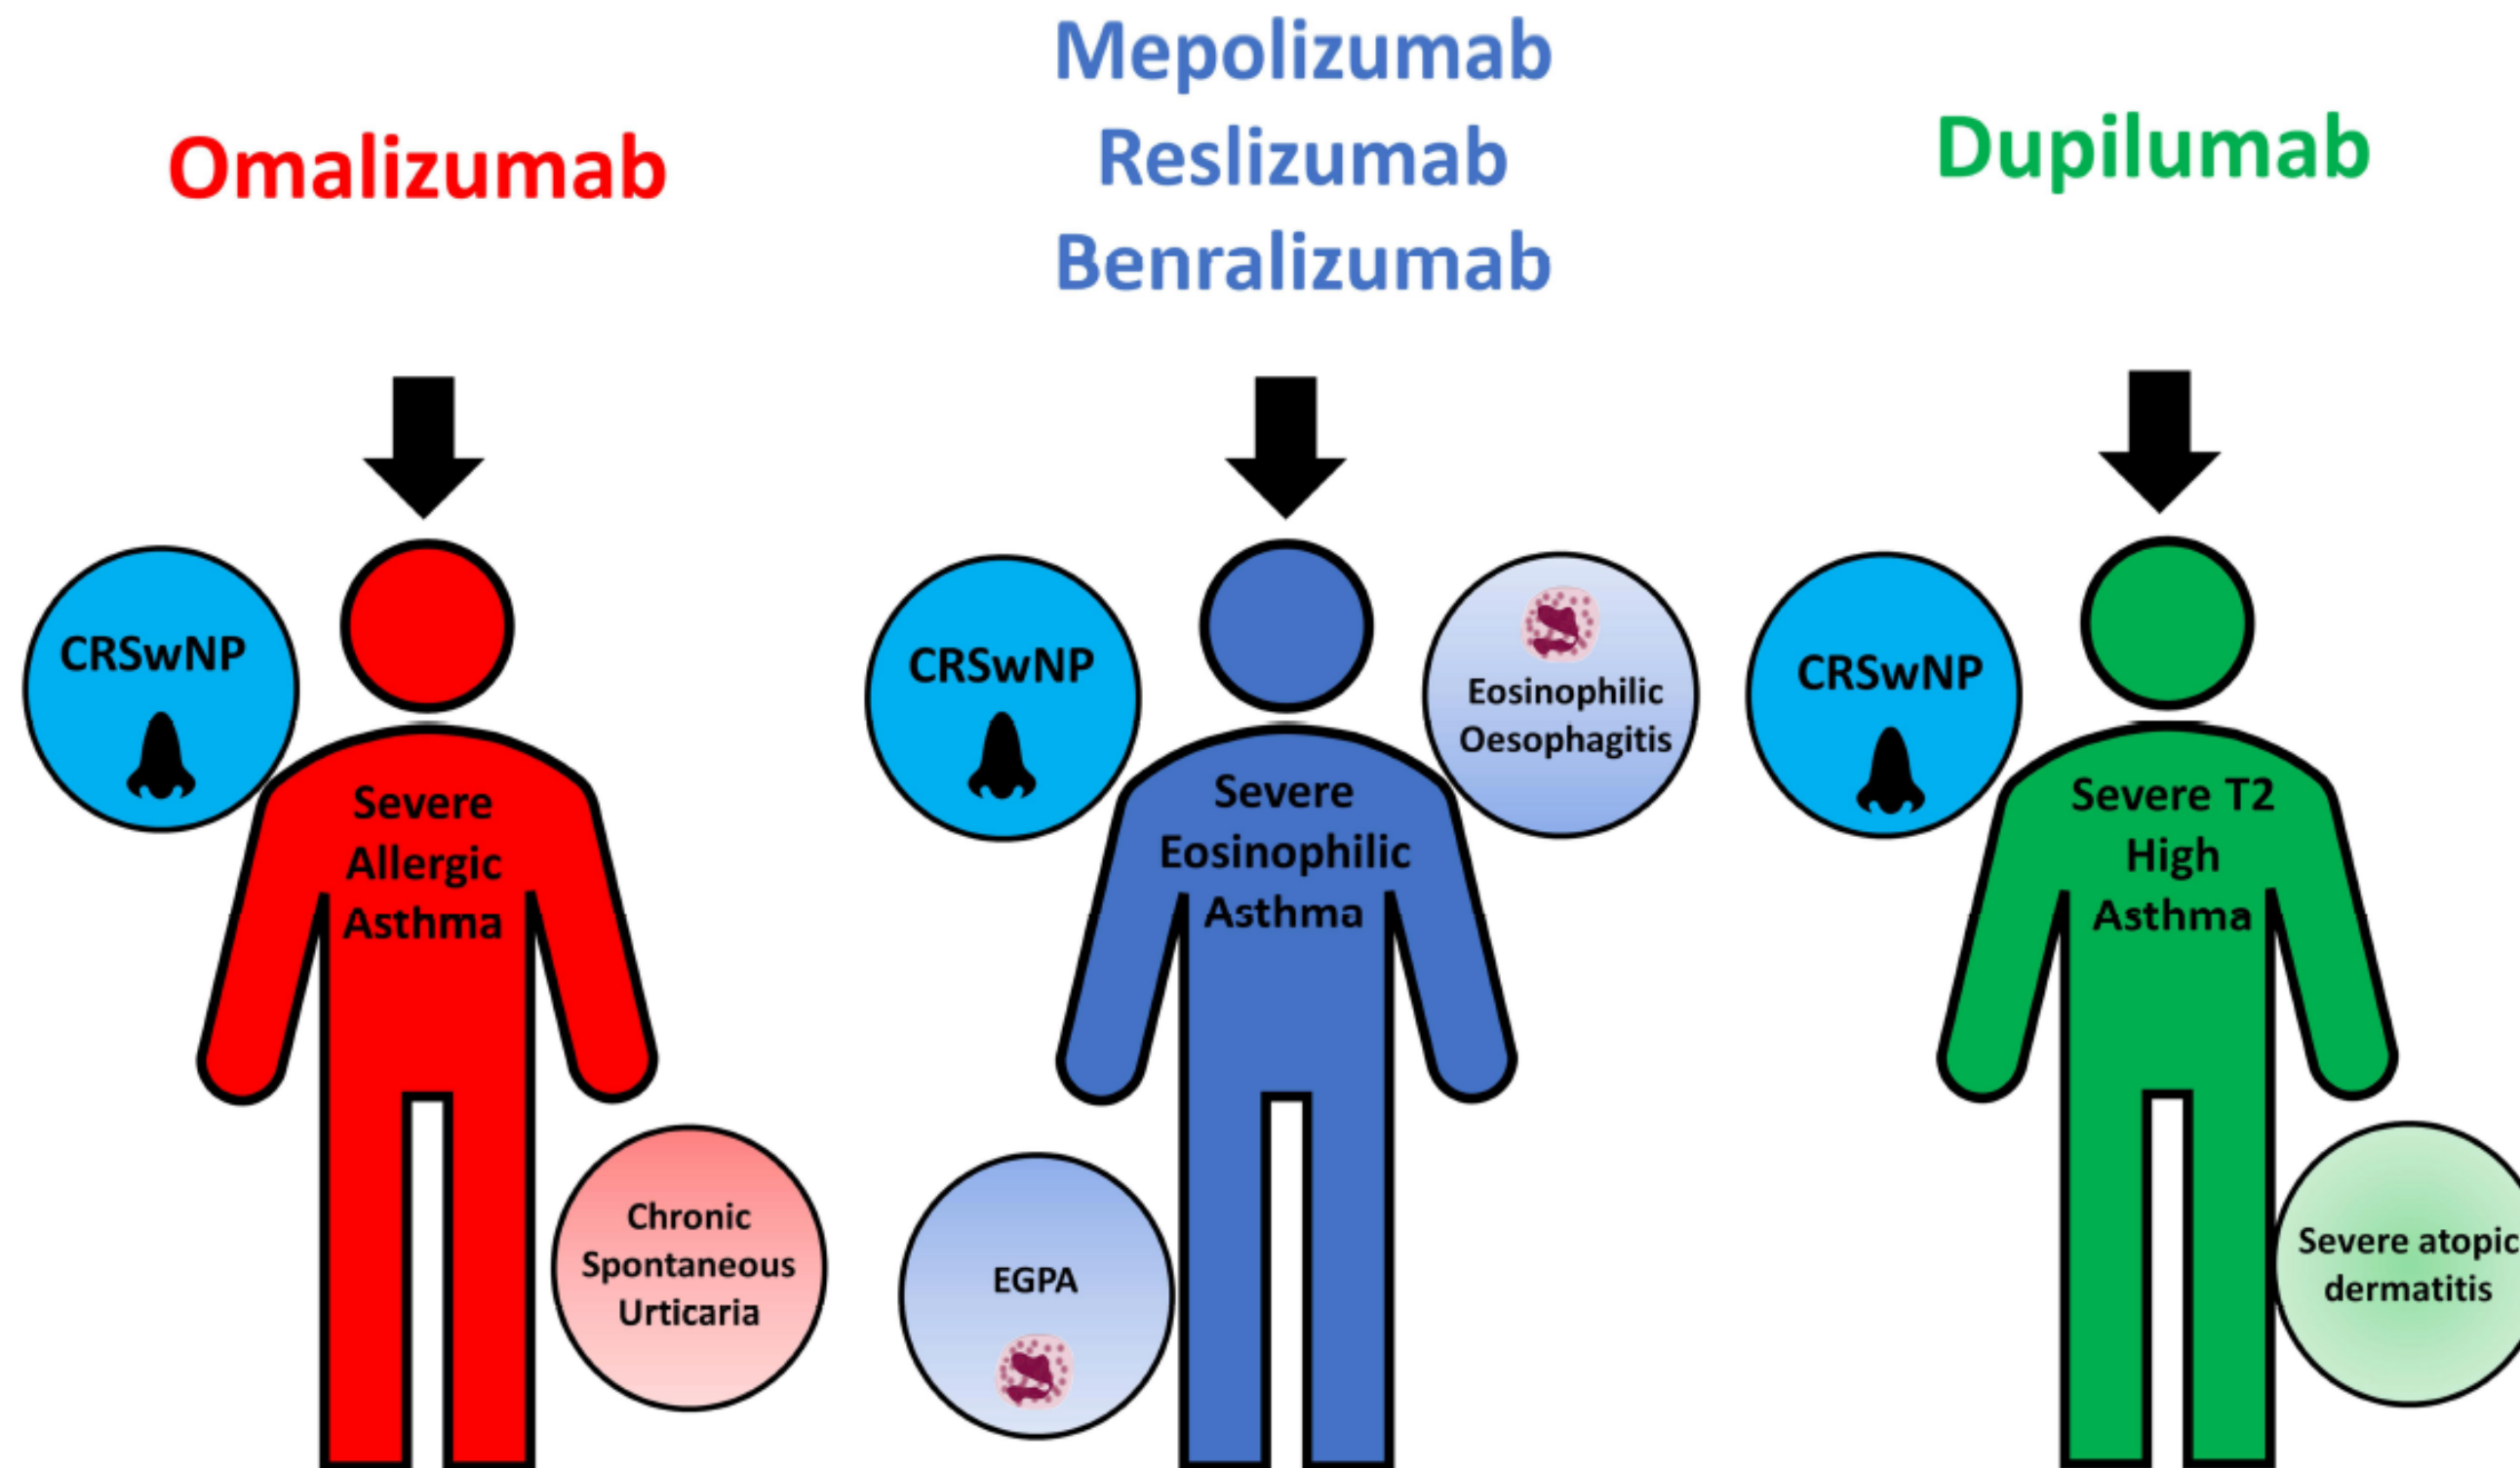 Omalizumab
Mepolizumab
Reslizumab
Benralizumab
Dupilumab
CRSwNP
Severe
Allergic
Asthma
Chronic
Spontaneous
Urticaria
CRSwNP
Eosinophilic
Oesophagitis
Severe
Eosinophilic
Asthma
EGPA
CRSwNP
Severe T2
High
Asthma
Severe atopic
dermatitis